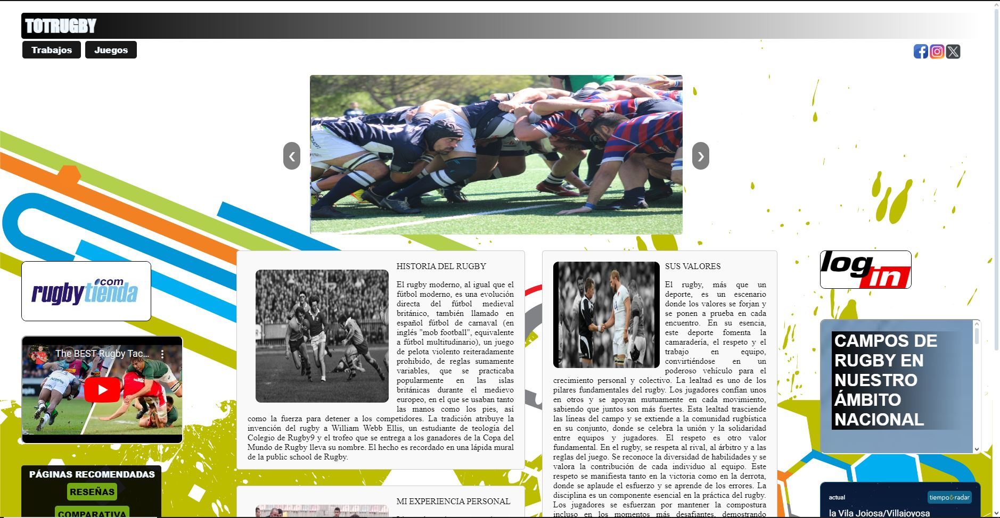 TOTRUGBY
Trabajos
Juegos
rugbytienda
.com
The BEST Rugby Tac...
PÁGINAS RECOMENDADAS
RESEÑAS
COMPARATIVA
HISTORIA DEL RUGBY
El rugby moderno, al igual que el
fútbol moderno, es una evolución
directa del fútbol medieval
británico, también llamado en
español fútbol de carnaval (en
inglés "mob football", equivalente
a fútbol multitudinario), un juego
de pelota violento reiteradamente
prohibido, de reglas sumamente
variables, que se practicaba
popularmente en las islas
británicas durante el medievo
europeo, en el que se usaban tanto
las manos como los pies, así
como la fuerza para detener a los competidores. La tradición atribuye la
invención del rugby a William Webb Ellis, un estudiante de teología del
Colegio de Rugby9 y el trofeo que se entrega a los ganadores de la Copa del
Mundo de Rugby lleva su nombre. El hecho es recordado en una lápida mural
de la public school de Rugby.
MI EXPERIENCIA PERSONAL
SUS VALORES
El rugby, más que un
deporte, es un escenario
donde los valores se forjan y
se ponen a prueba en cada
encuentro. En su esencia,
este deporte fomenta la
camaradería, el respeto y el
trabajo en equipo,
convirtiéndose en un
poderoso vehículo para el
crecimiento personal y colectivo. La lealtad es uno de los
pilares fundamentales del rugby. Los jugadores confían unos
en otros y se apoyan mutuamente en cada movimiento,
sabiendo que juntos son más fuertes. Esta lealtad trasciende
las líneas del campo y se extiende a la comunidad rugbística
en su conjunto, donde se celebra la unión y la solidaridad
entre equipos y jugadores. El respeto es otro valor
fundamental. En el rugby, se respeta al rival, al árbitro y a las
reglas del juego. Se reconoce la diversidad de habilidades y se
valora la contribución de cada individuo al equipo. Este
respeto se manifiesta tanto en la victoria como en la derrota,
donde se aplaude el esfuerzo y se aprende de los errores. La
disciplina es un componente esencial en la práctica del rugby.
Los jugadores se esfuerzan por mantener la compostura
incluso en los momentos más desafiantes, demostrando
log
in
CAMPOS DE
RUGBY EN
NUESTRO
ÁMBITO
NACIONAL
actual
tiempo&radar
la Vila Joiosa/Villajoyosa